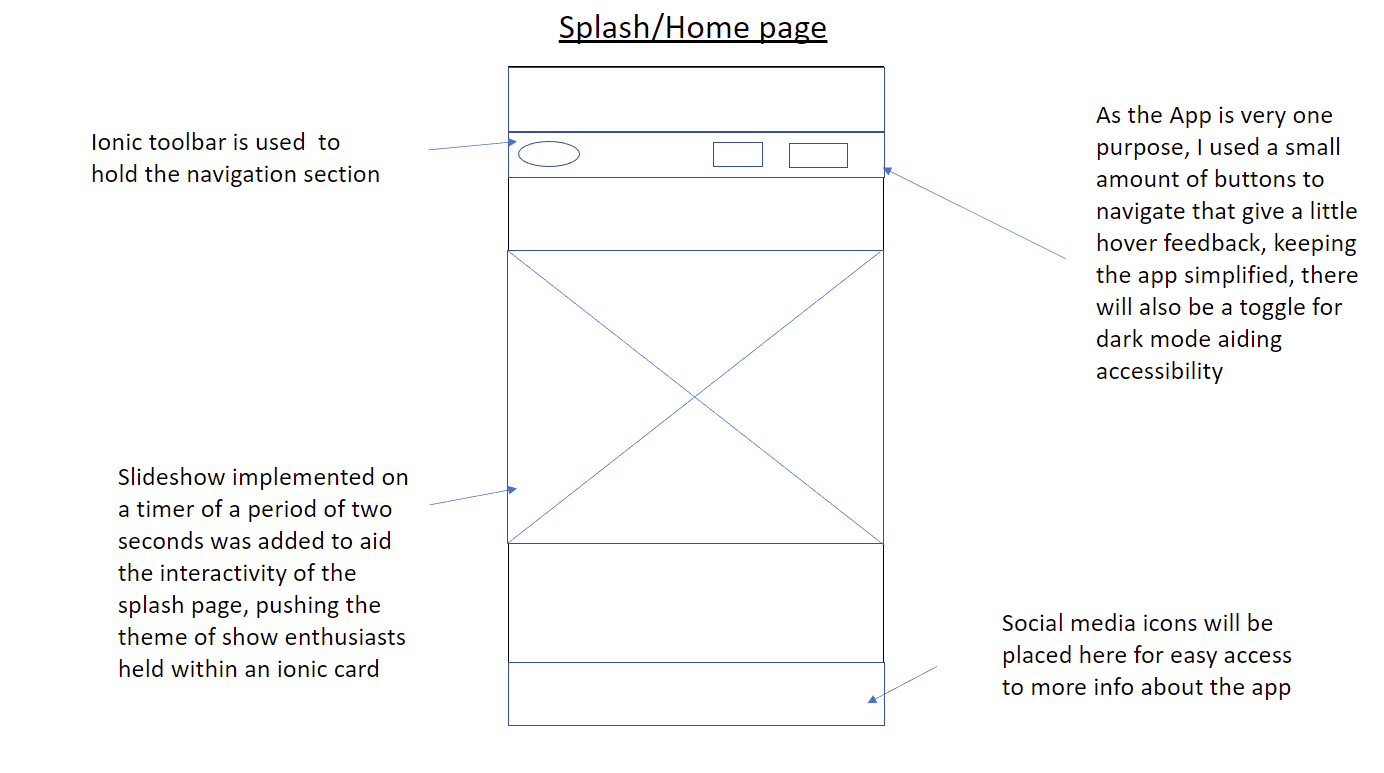 Splash/Home page
Ionic toolbar is used  to
hold the navigation section
As the App is very one
purpose, I used a small
amount of buttons to
navigate that give a little
hover feedback, keeping
the app simplified, there
will also be a toggle for
dark mode aiding
accessibility
Slideshow implemented on
a timer of a period of two
seconds was added to aid
the interactivity of the
splash page, pushing the
theme of show enthusiasts
held within an ionic card
Social media icons will be
placed here for easy access
to more info about the app